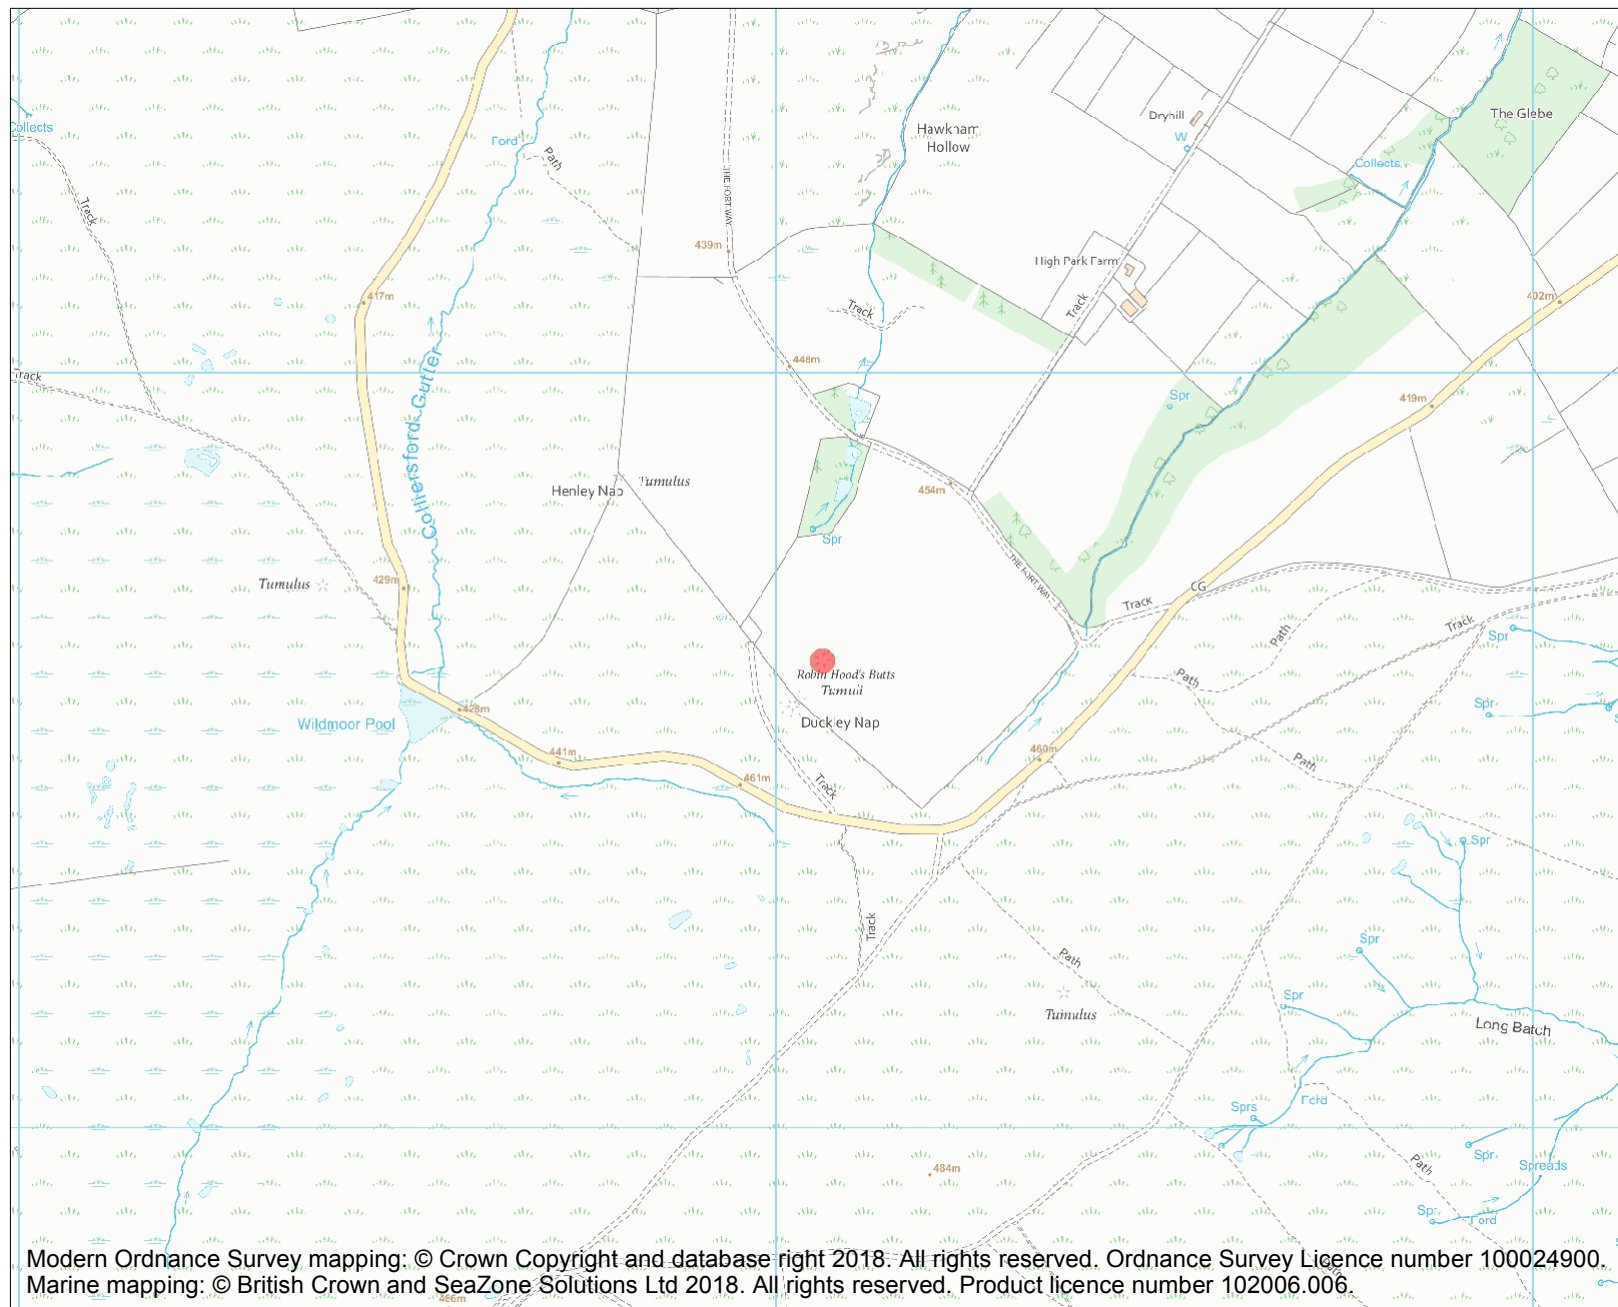 Collects
Track
Ford
Path
THE PORT WAY
Hawkham
Hollow
Dryhill
W
The Glebe
Collects
439m
High Park Farm
Track
417m
Track
402m
448m
Track
Colliersford Gutter
Spr
419m
454m
Henley Nap
Tumulus
Spr
Tumulus
429m
THE PORT WAY
CG
Track
Path
Track
Spr
Robin Hood's Butts
Tumuli
Path
Spr
Wildmoor Pool
428m
Duckley Nap
441m
460m
461m
Track
Path
Spr
Track
Path
Spr
Spr
Tumulus
Long Batch
Sprs
Ford
Path
Spr
Spreads
484m
Spr
Ford
Modern Ordnance Survey mapping: © Crown Copyright and database right 2018. All rights reserved. Ordnance Survey Licence number 100024900.
Marine mapping: © British Crown and SeaZone Solutions Ltd 2018. All rights reserved. Product licence number 102006.006.
Path
466m